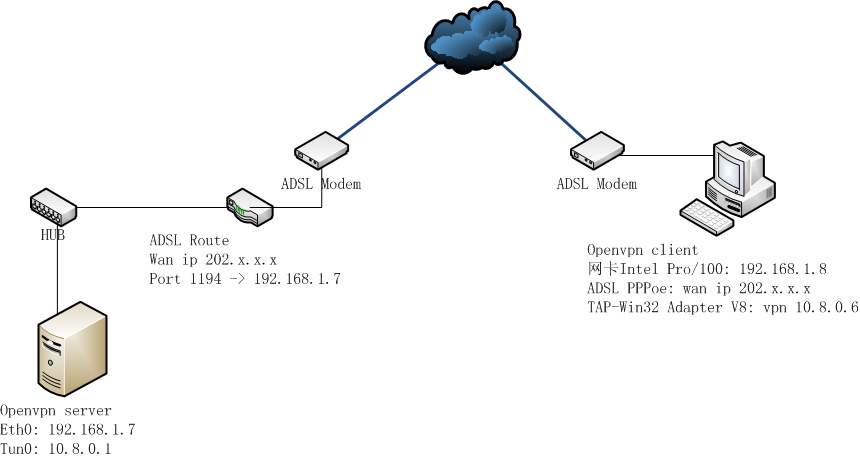 ADSL Modem
ADSL Modem
HUB
ADSL Route
Wan ip 202.x.x.x
Port 1194 -> 192.168.1.7
Openvpn client
网卡Intel Pro/100: 192.168.1.8
ADSL PPPoe: wan ip 202.x.x.x
TAP-Win32 Adapter V8: vpn 10.8.0.6
Openvpn server
Eth0: 192.168.1.7
Tun0: 10.8.0.1